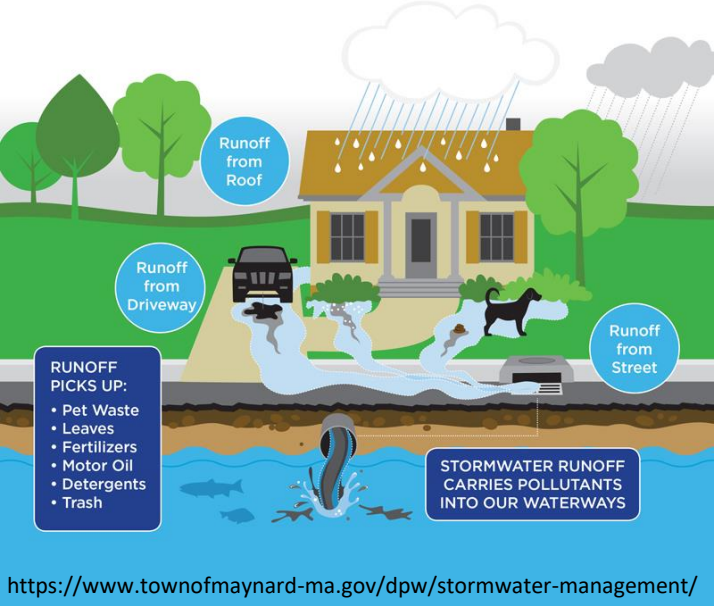 Runoff
from
Roof
Runoff
from
Driveway
Runoff
from
Street
RUNOFF
PICKS UP:
• Pet Waste
• Leaves
• Fertilizers
• Motor Oil
• Detergents
• Trash
STORMWATER RUNOFF
CARRIES POLLUTANTS
INTO OUR WATERWAYS
https://www.townofmaynard-ma.gov/dpw/stormwater-management/